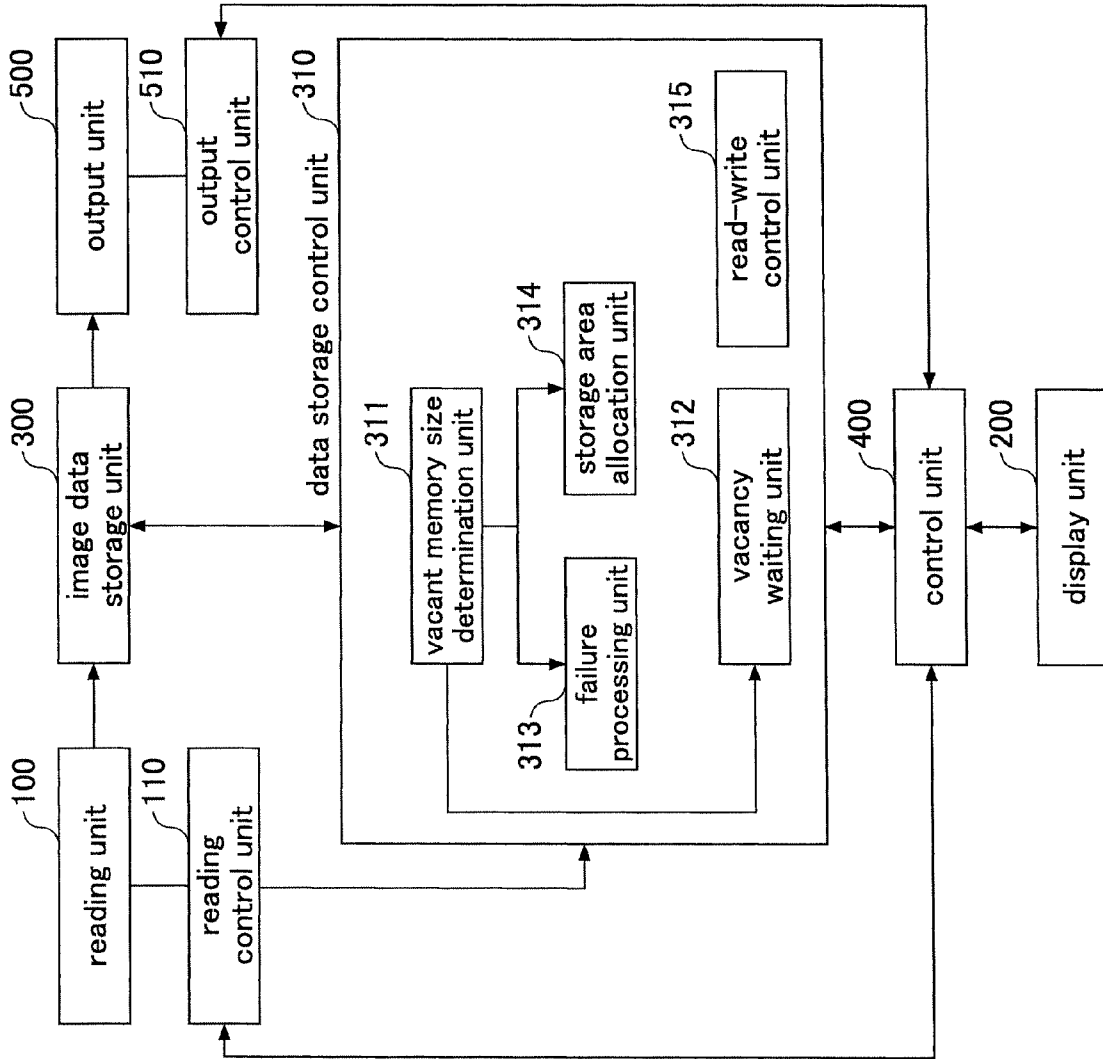 100
reading unit
110
reading
control unit
300
image data
storage unit
500
output unit
510
output
control unit
data storage control unit
310
311
vacant memory size
determination unit
313
failure
processing unit
314
storage area
allocation unit
312
vacancy
waiting unit
315
read-write
control unit
400
control unit
200
display unit